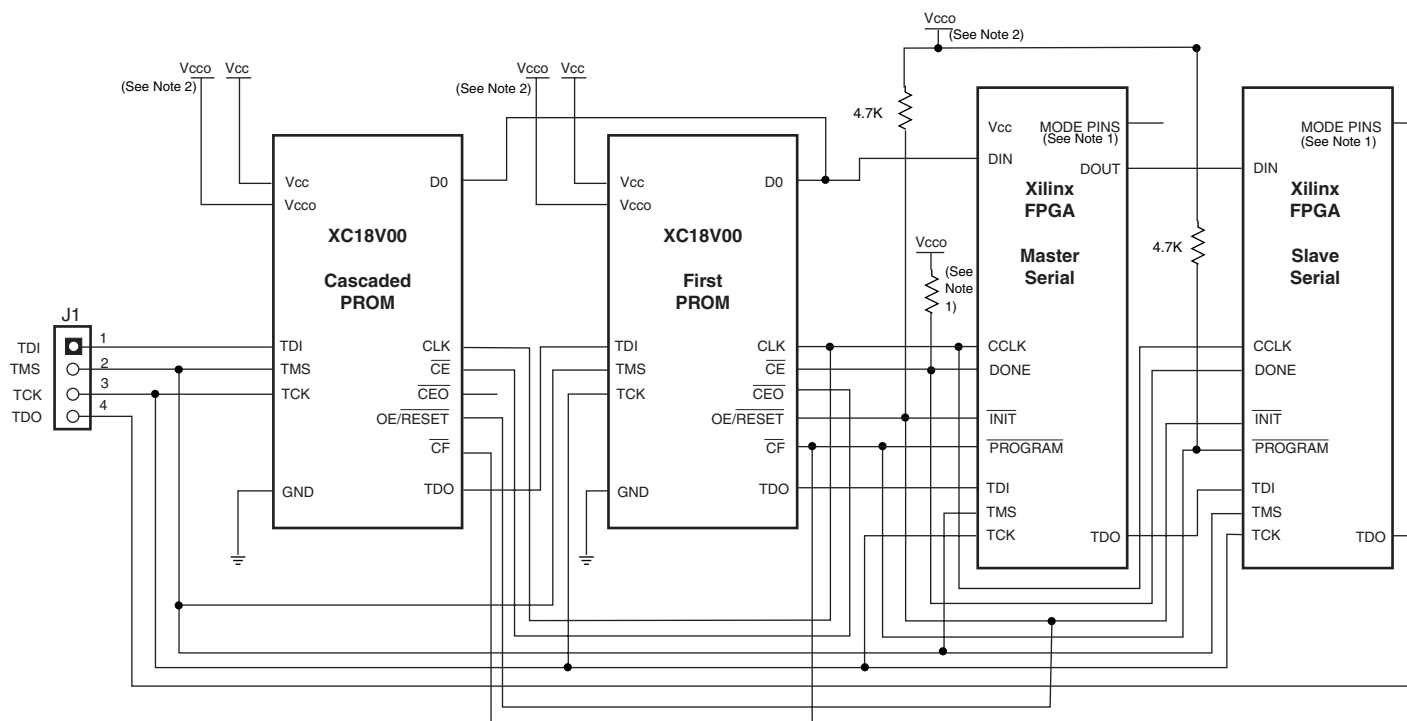 Vcco
(See Note 2)
Vcco
Vcc
(See Note 2)
Vcco
Vcc
(See Note 2)
4.7K
Vcc
MODE PINS
(See Note 1)
DIN
DOUT
Xilinx
FPGA
Master
Serial
CCLK
DONE
INIT
PROGRAM
TDI
TMS
TCK
TDO
MODE PINS
(See Note 1)
DIN
Xilinx
FPGA
Slave
Serial
CCLK
DONE
INIT
PROGRAM
TDI
TMS
TCK
TDO
4.7K
Vcco
(See
Note
1)
Vcc
Vcco
D0
XC18V00
Cascaded
PROM
TDI
TMS
TCK
CLK
CE
CEO
OE/RESET
CF
GND
TDO
Vcc
Vcco
D0
XC18V00
First
PROM
TDI
TMS
TCK
CLK
CE
CEO
OE/RESET
CF
GND
TDO
J1
TDI
1
TMS
2
TCK
3
TDO
4